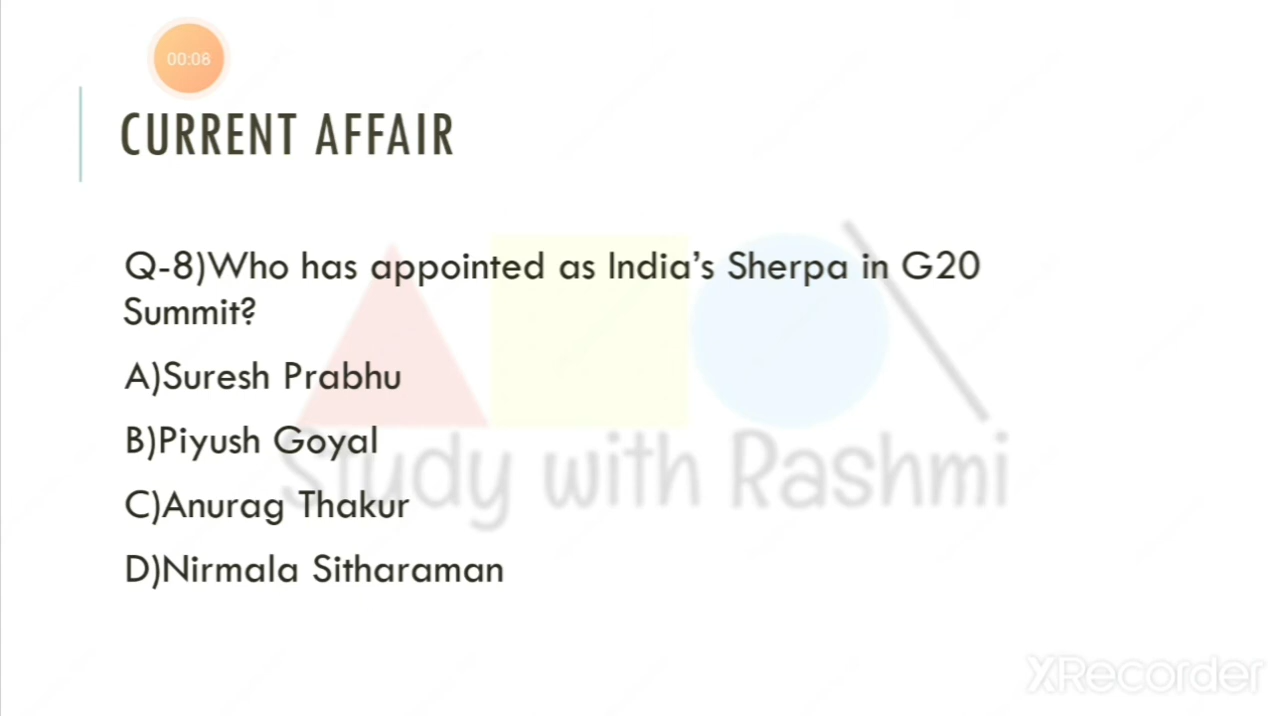 00:08
CURRENT AFFAIR
Q-8)Who has appointed as India’s Sherpa in G20
Summit?
A)Suresh Prabhu
B)Piyush Goyal
C)Anurag Thakur
D)Nirmala Sitharaman
Study with Rashmi
XRecorder